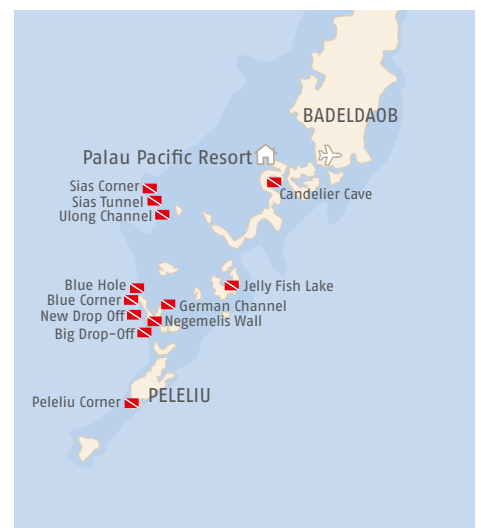 BADELDAOB
Palau Pacific Resort
Sias Corner
Sias Tunnel
Ulong Channel
Candelier Cave
Blue Hole
Blue Corner
New Drop Off
Big Drop-Off
Jelly Fish Lake
German Channel
Negemelis Wall
Peleliu Corner
PELELIU